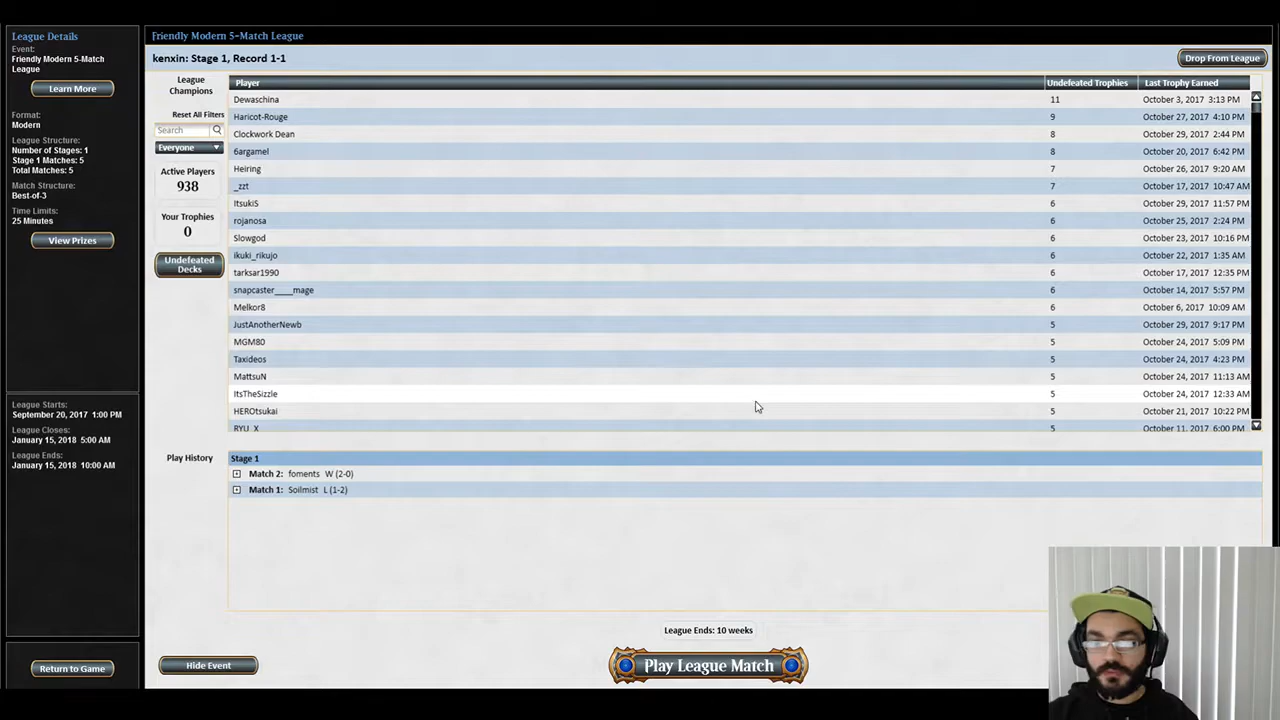 League Details
Event:
Friendly Modern 5-Match
League
Learn More
Format:
Modern
League Structure:
Number of Stages: 1
Stage 1 Matches: 5
Total Matches: 5
Match Structure:
Best-of-3
Time Limits:
25 Minutes
View Prizes
League Starts:
September 20, 2017 1:00 PM
League Closes:
January 15, 2018 5:00 AM
League Ends:
January 15, 2018 10:00 AM
Return to Game
Friendly Modern 5-Match League
kenxin: Stage 1, Record 1-1
Drop From League
League
Champions
Reset All Filters
Search
Everyone
Active Players
938
Your Trophies
0
Undefeated
Decks
Player Undefeated Trophies Last Trophy Earned
Dewaschina 11 October 3, 2017 3:13 PM
Haricot-Rouge 9 October 27, 2017 4:10 PM
Clockwork Dean 8 October 29, 2017 2:44 PM
6argamel 8 October 20, 2017 6:42 PM
Heiring 7 October 26, 2017 9:20 AM
_zzt 7 October 17, 2017 10:47 AM
ItsukiS 6 October 29, 2017 11:57 PM
rojanosa 6 October 25, 2017 2:24 PM
Slowgod 6 October 23, 2017 10:16 PM
ikuki_rikujo 6 October 22, 2017 1:35 AM
tarksar1990 6 October 17, 2017 12:35 PM
snapcaster____mage 6 October 14, 2017 5:57 PM
Melkor8 6 October 6, 2017 10:09 AM
JustAnotherNewb 5 October 29, 2017 9:17 PM
MGM80 5 October 24, 2017 5:09 PM
Taxideos 5 October 24, 2017 4:23 PM
MattsuN 5 October 24, 2017 11:13 AM
ItsTheSizzle 5 October 24, 2017 12:33 AM
HEROtsukai 5 October 21, 2017 10:22 PM
RYU_X 5 October 11, 2017 6:00 PM
Play History
Stage 1
Match 2: foments W (2-0)
Match 1: Soilmist L (1-2)
League Ends: 10 weeks
Hide Event
Play League Match